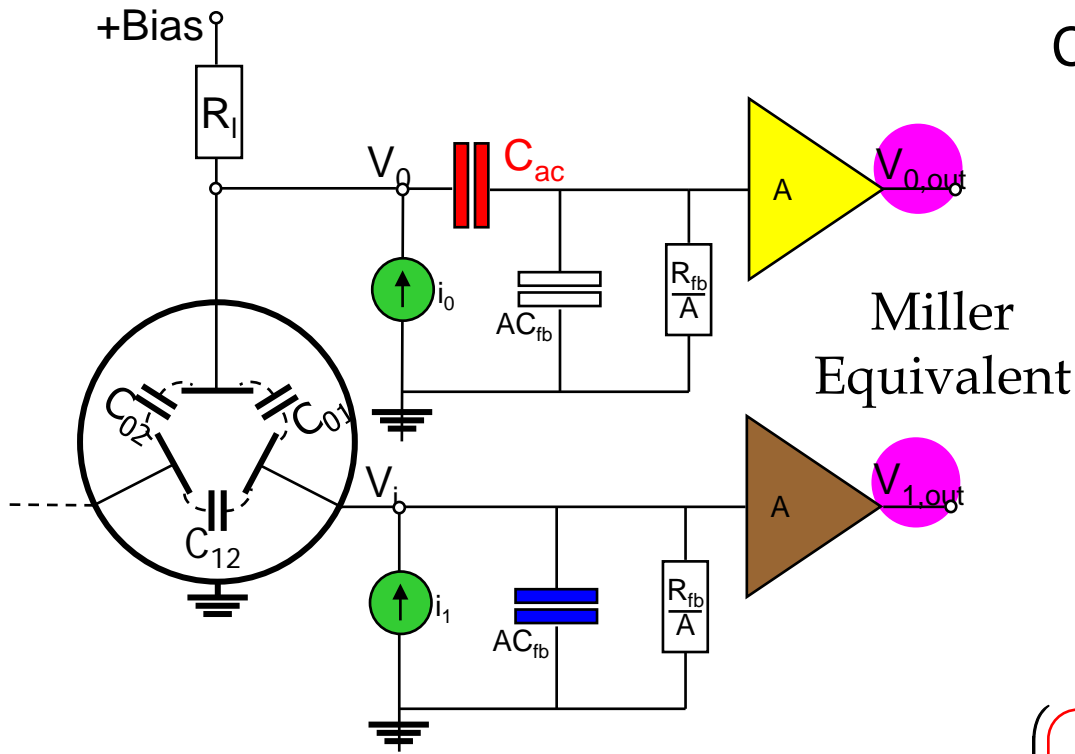 +Bias
C
R_l
V_0
C_ac
A
V_0,out
i_0
AC_fb
R_fb
A
Miller
Equivalent
C_02
C_01
C_12
V_i
A
V_1,out
i_1
AC_fb
R_fb
A